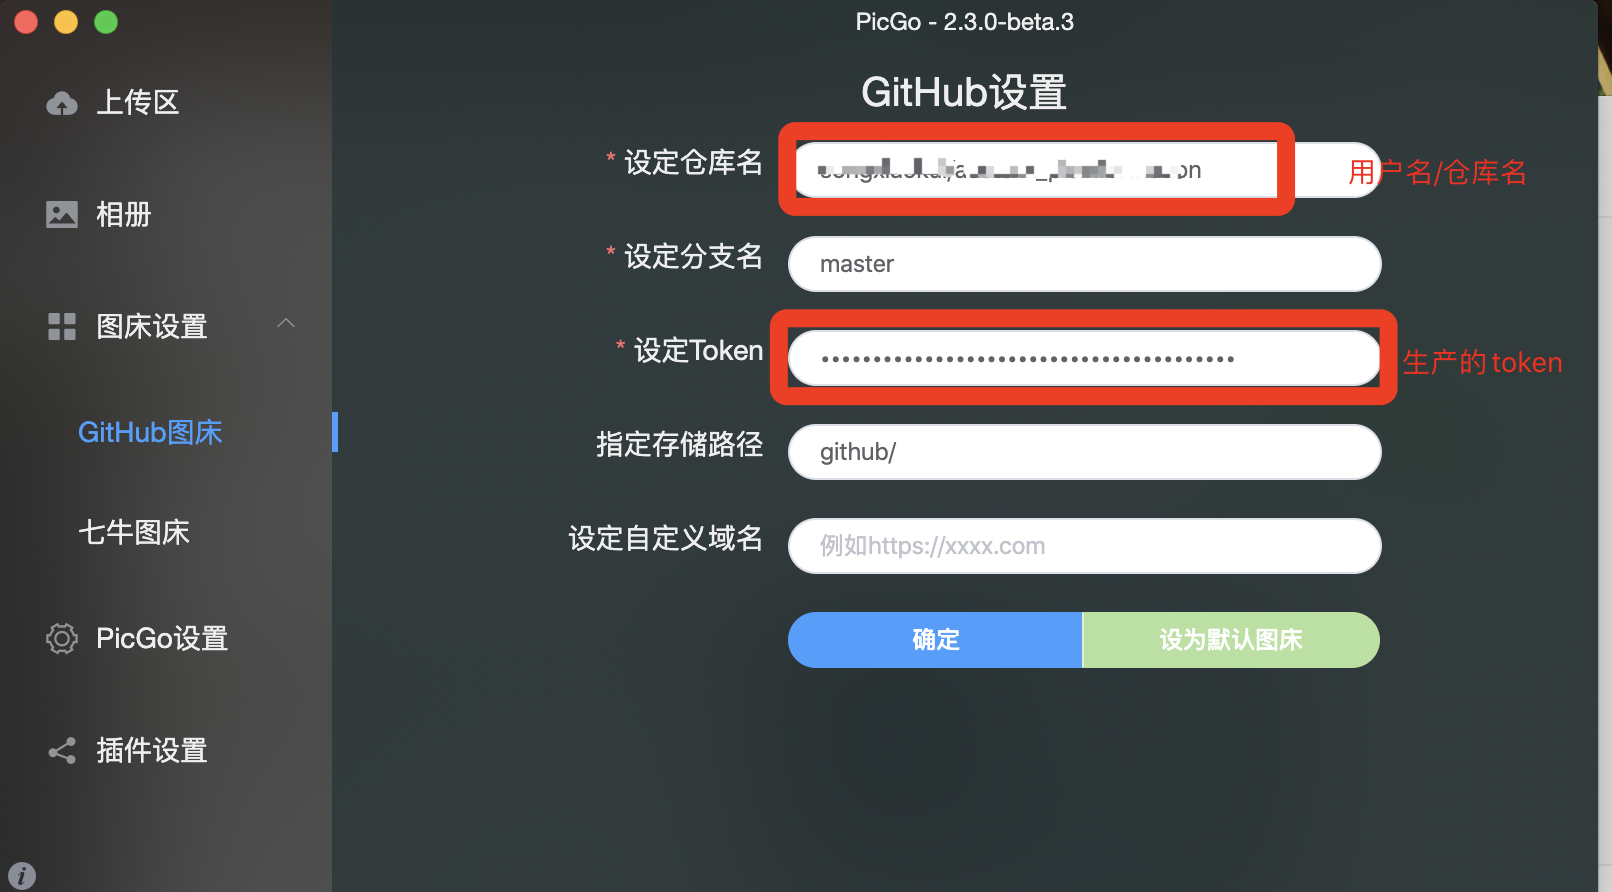 PicGo - 2.3.0-beta.3
上传区
相册
图床设置
GitHub图床
七牛图床
PicGo设置
插件设置
GitHub设置
* 设定仓库名
用户名/仓库名
* 设定分支名
master
* 设定Token
••••••••••••••••••••••••••••••••••••••••
生产的token
指定存储路径
github/
设定自定义域名
例如https://xxxx.com
确定
设为默认图床